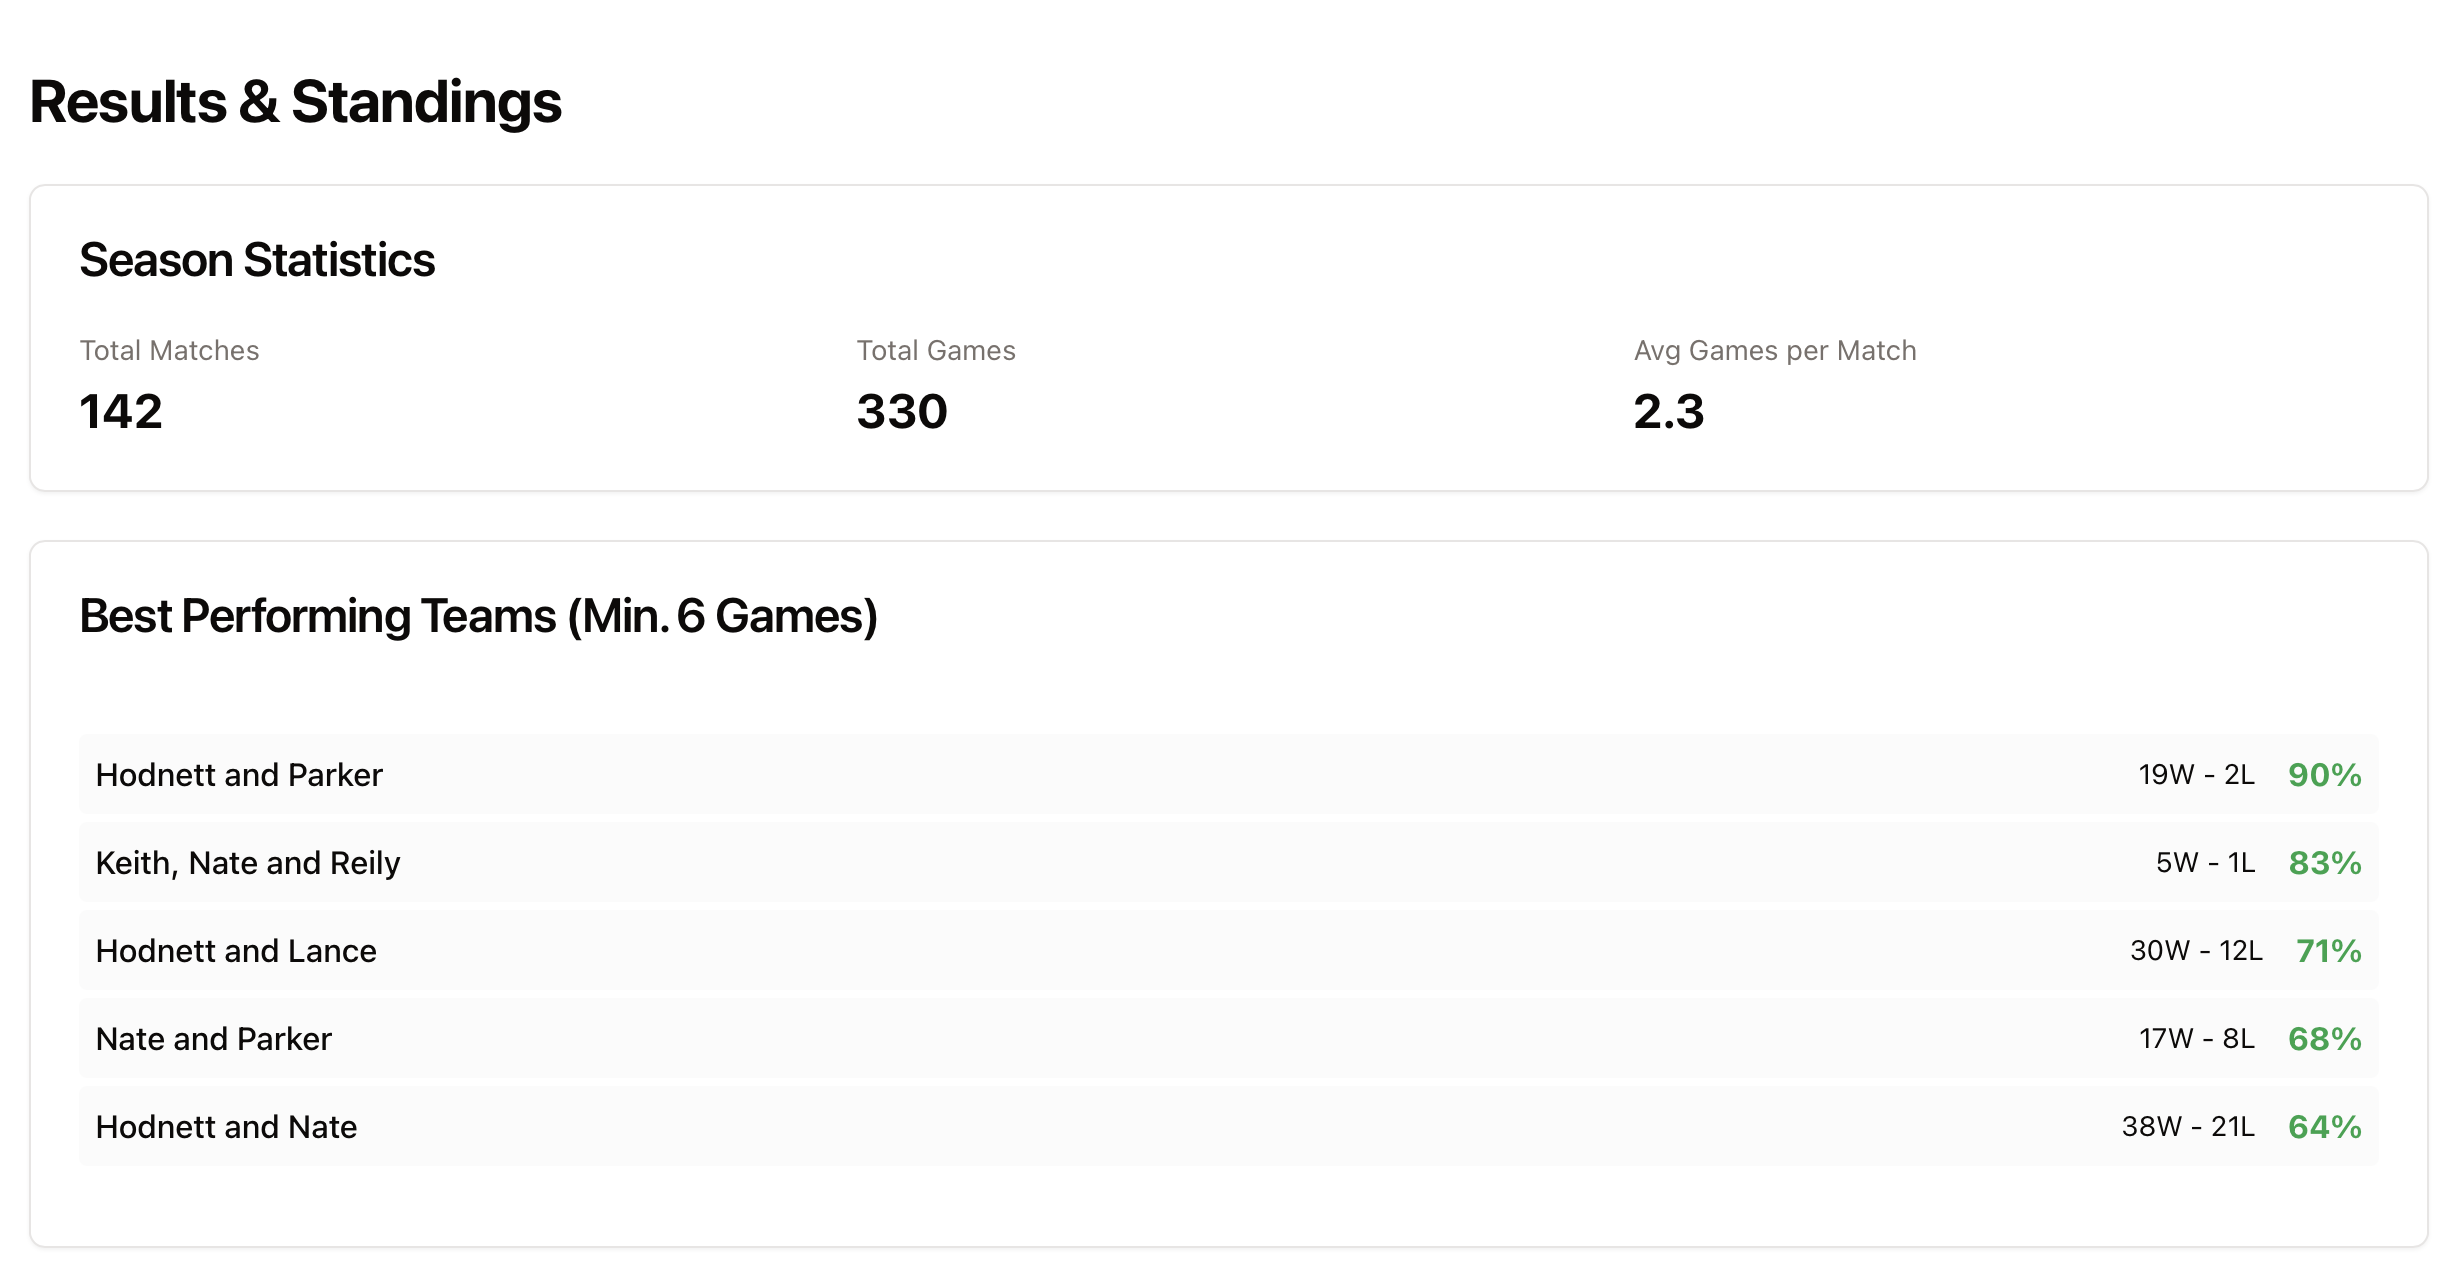 Results & Standings
Season Statistics
Total Matches
142
Total Games
330
Avg Games per Match
2.3
Best Performing Teams (Min. 6 Games)
Hodnett and Parker 19W - 2L 90%
Keith, Nate and Reily 5W - 1L 83%
Hodnett and Lance 30W - 12L 71%
Nate and Parker 17W - 8L 68%
Hodnett and Nate 38W - 21L 64%